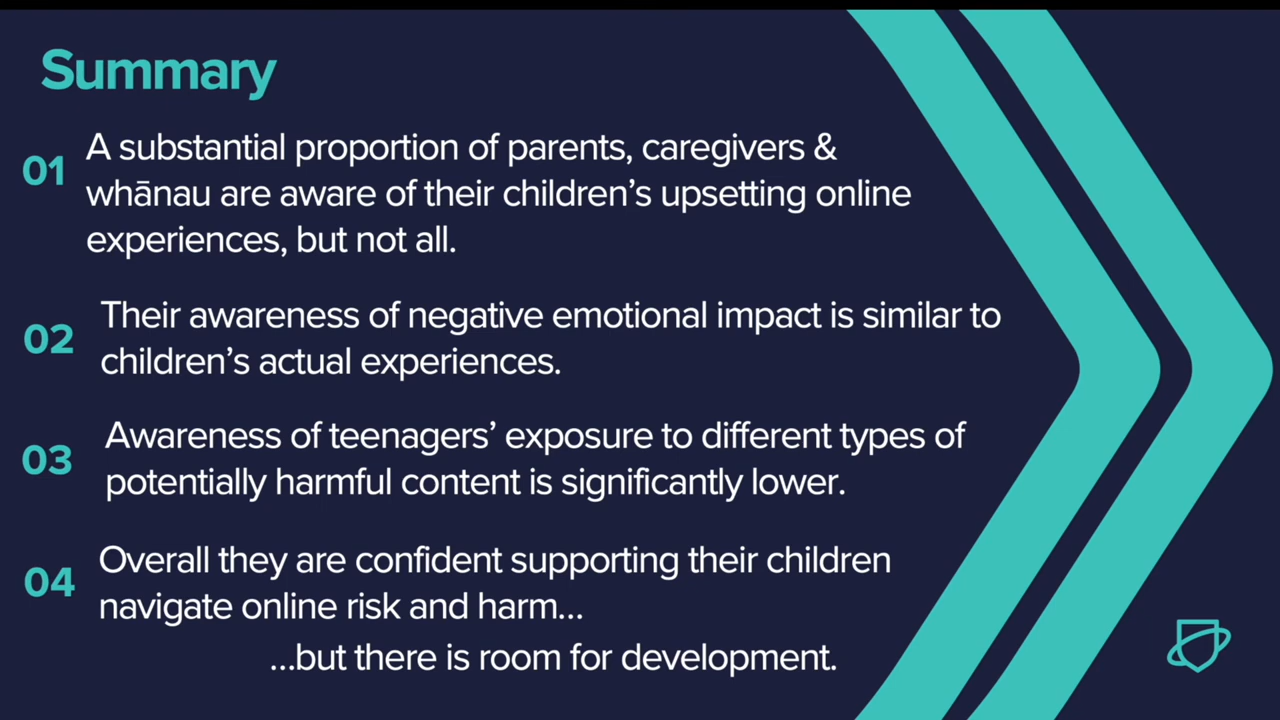 Summary
01
A substantial proportion of parents, caregivers &
whānau are aware of their children’s upsetting online
experiences, but not all.
02
Their awareness of negative emotional impact is similar to
children’s actual experiences.
03
Awareness of teenagers’ exposure to different types of
potentially harmful content is significantly lower.
04
Overall they are confident supporting their children
navigate online risk and harm...
...but there is room for development.